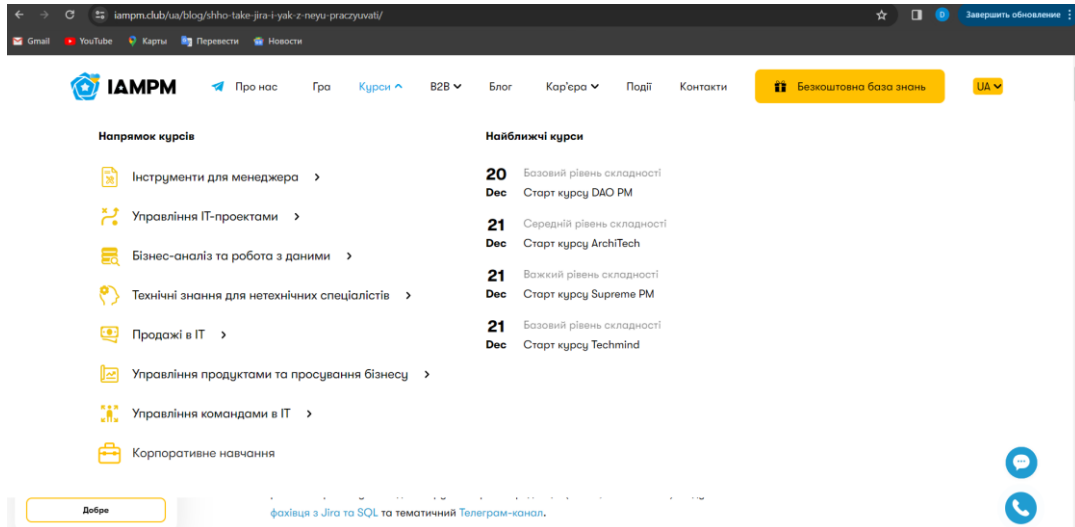 iampm.club/ua/blog/shho-take-jira-i-yak-z-neyu-praczyuvati/
D
Завершить обновление
Gmail YouTube Карты Перевести Новости
IAMPM Про нас Гра Курси B2B Блог Кар'єра Події Контакти Безкоштовна база знань UA
Напрямок курсів
Інструменти для менеджера
Управління ІТ-проектами
Бізнес-аналіз та робота з даними
Технічні знання для нетехнічних спеціалістів
Продажі в ІТ
Управління продуктами та просування бізнесу
Управління командами в ІТ
Корпоративне навчання
Найближчі курси
20 Базовий рівень складності
Dec Старт курсу DAO PM
21 Середній рівень складності
Dec Старт курсу ArchiTech
21 Важкий рівень складності
Dec Старт курсу Supreme PM
21 Базовий рівень складності
Dec Старт курсу Techmind
Добре
фахівця з Jira та SQL та тематичний Телеграм-канал.